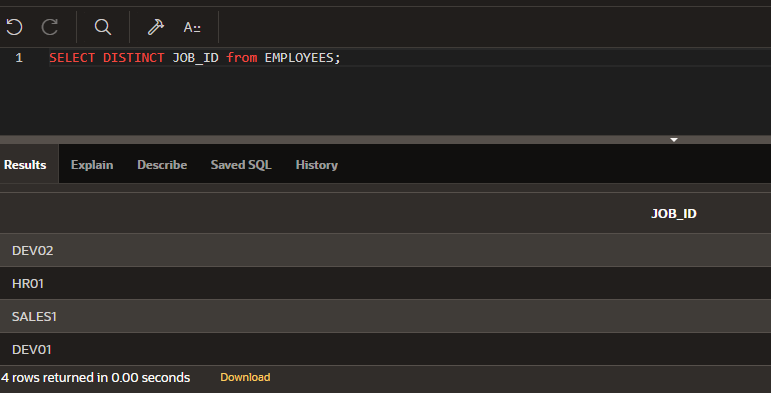 A::
1 SELECT DISTINCT JOB_ID from EMPLOYEES;
Results Explain Describe Saved SQL History
JOB_ID
DEV02
HR01
SALES1
DEV01
4 rows returned in 0.00 seconds Download